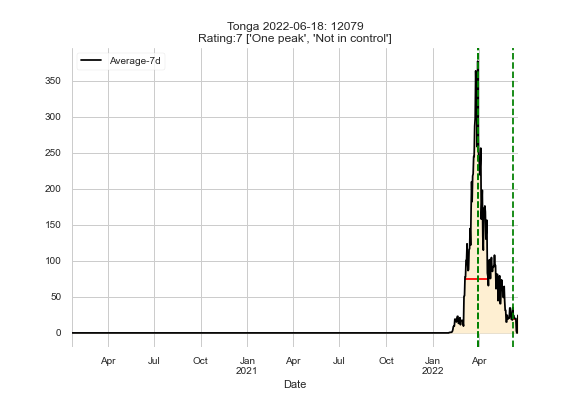 Tonga 2022-06-18: 12079
Rating:7 ['One peak', 'Not in control']
Average-7d
350
300
250
200
150
100
50
0
Apr Jul Oct Jan Apr Jul Oct Jan Apr
2021 2022
Date